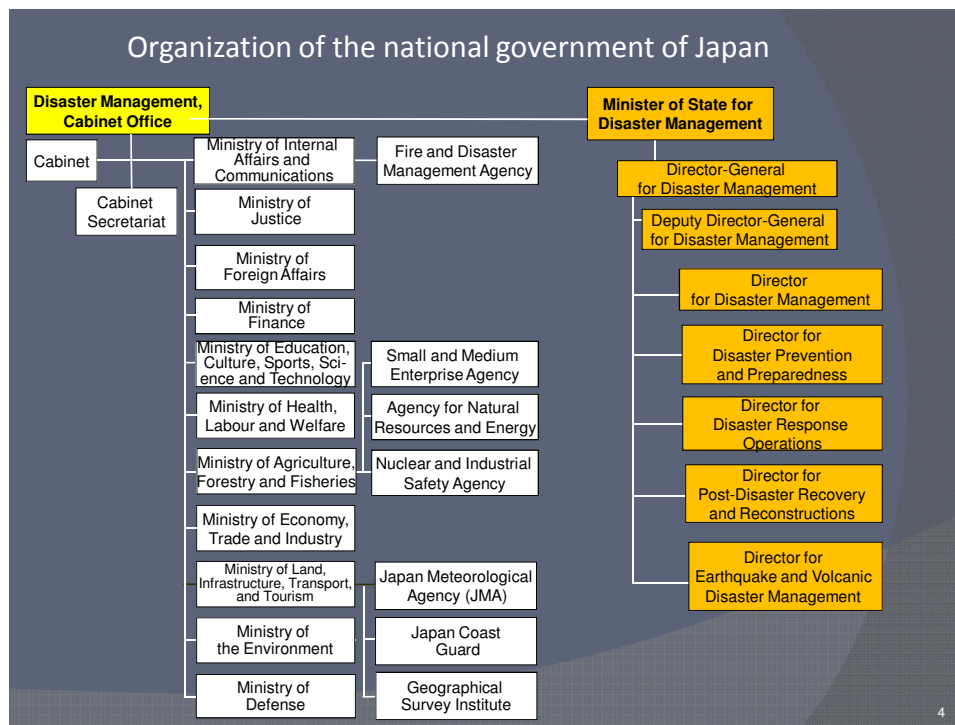 Organization of the national government of Japan
Disaster Management,
Cabinet Office
Cabinet
Cabinet
Secretariat
Ministry of Internal
Affairs and
Communications
Fire and Disaster
Management Agency
Ministry of
Justice
Ministry of
Foreign Affairs
Ministry of
Finance
Ministry of Education,
Culture, Sports, Sci-
ence and Technology
Small and Medium
Enterprise Agency
Ministry of Health,
Labour and Welfare
Agency for Natural
Resources and Energy
Ministry of Agriculture,
Forestry and Fisheries
Nuclear and Industrial
Safety Agency
Ministry of Economy,
Trade and Industry
Ministry of Land,
Infrastructure, Transport,
and Tourism
Japan Meteorological
Agency (JMA)
Ministry of
the Environment
Japan Coast
Guard
Ministry of
Defense
Geographical
Survey Institute
Minister of State for
Disaster Management
Director-General
for Disaster Management
Deputy Director-General
for Disaster Management
Director
for Disaster Management
Director for
Disaster Prevention
and Preparedness
Director for
Disaster Response
Operations
Director for
Post-Disaster Recovery
and Reconstructions
Director for
Earthquake and Volcanic
Disaster Management
4